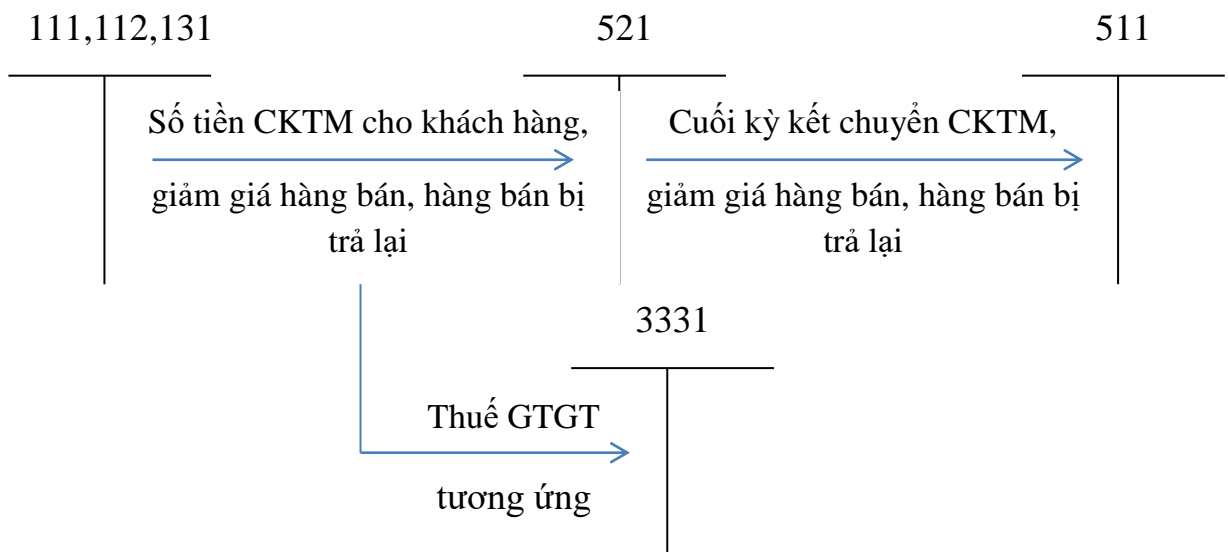 111,112,131
521
511
Số tiền CKTM cho khách hàng,
giảm giá hàng bán, hàng bán bị
trả lại
Cuối kỳ kết chuyển CKTM,
giảm giá hàng bán, hàng bán bị
trả lại
3331
Thuế GTGT
tương ứng